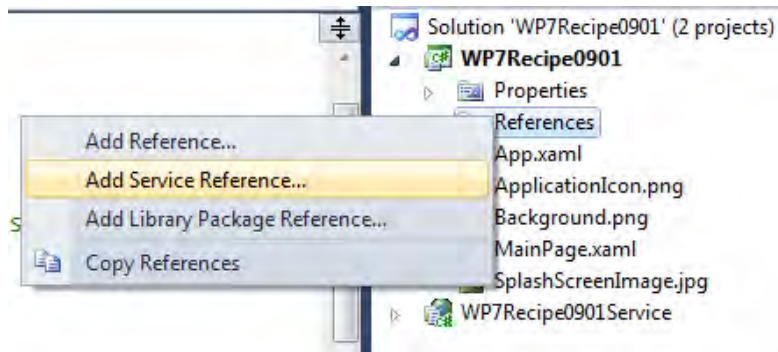 Solution 'WP7Recipe0901' (2 projects)
WP7Recipe0901
Properties
References
App.xaml
ApplicationIcon.png
Background.png
MainPage.xaml
SplashScreenImage.jpg
WP7Recipe0901Service
Add Reference...
Add Service Reference...
Add Library Package Reference...
Copy References
S